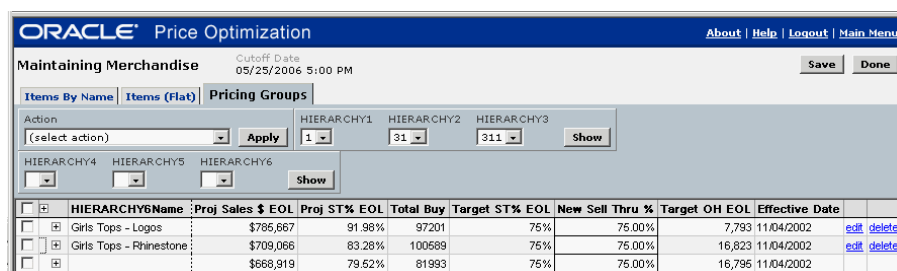 ORACLE Price Optimization
About | Help | Logout | Main Menu
Maintaining Merchandise
Cutoff Date
05/25/2006 5:00 PM
Save Done
Items By Name Items (Flat) Pricing Groups
Action HIERARCHY1 HIERARCHY2 HIERARCHY3
(select action) Apply 1 31 311 Show
HIERARCHY4 HIERARCHY5 HIERARCHY6
Show
HIERARCHY6Name Proj Sales $ EOL Proj ST% EOL Total Buy Target ST% EOL New Sell Thru % Target OH EOL Effective Date
Girls Tops - Logos $785,667 91.98% 97201 75% 75.00% 7,793 11/04/2002 edit delete
Girls Tops - Rhinestone $709,066 83.28% 100589 75% 75.00% 16,823 11/04/2002 edit delete
$668,919 79.52% 81993 75% 75.00% 16,795 11/04/2002